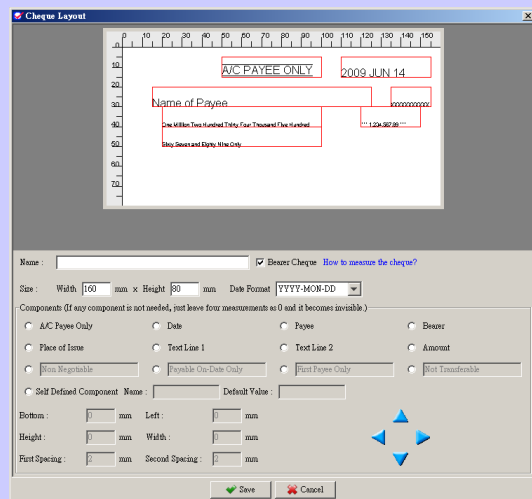 Cheque Layout
0 10 20 30 40 50 60 70 80 90 100 110 120 130 140 150
0
10
20
30
40
50
60
70
A/C PAYEE ONLY
2009 JUN 14
Name of Payee
XXXXXXXXXXX
One Million Two Hundred Thirty Four Thousand Five Hundred
*** 1,234,567.89 ***
Sixty Seven and Eighty Nine Only
Name :
Bearer Cheque How to measure the cheque?
Size : Width 160 mm x Height 80 mm Date Format YYYY-MON-DD
Components (If any component is not needed, just leave four measurements as 0 and it becomes invisible.)
A/C Payee Only Date Payee Bearer
Place of Issue Text Line 1 Text Line 2 Amount
Non Negotiable Payable On-Date Only First Payee Only Not Transferable
Self Defined Component Name : Default Value :
Bottom : 0 mm Left : 0 mm
Height : 0 mm Width : 0 mm
First Spacing : 2 mm Second Spacing : 2 mm
Save Cancel